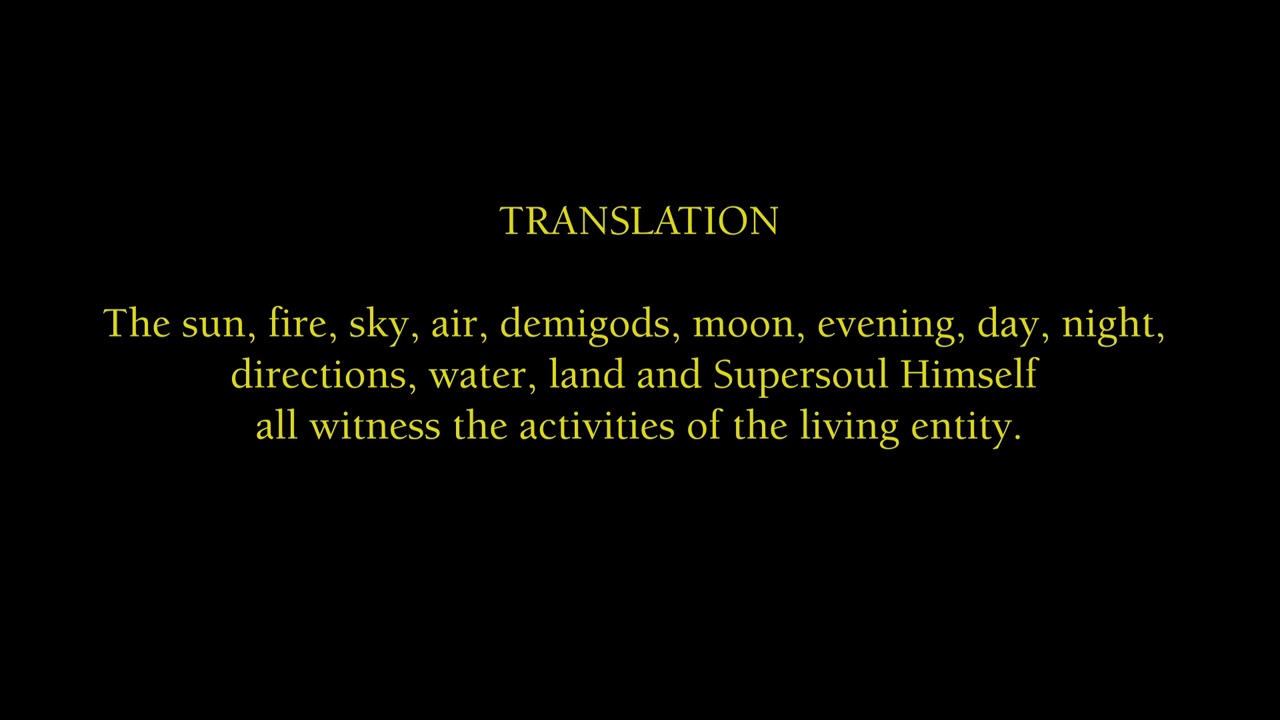 TRANSLATION
The sun, fire, sky, air, demigods, moon, evening, day, night,
directions, water, land and Supersoul Himself
all witness the activities of the living entity.